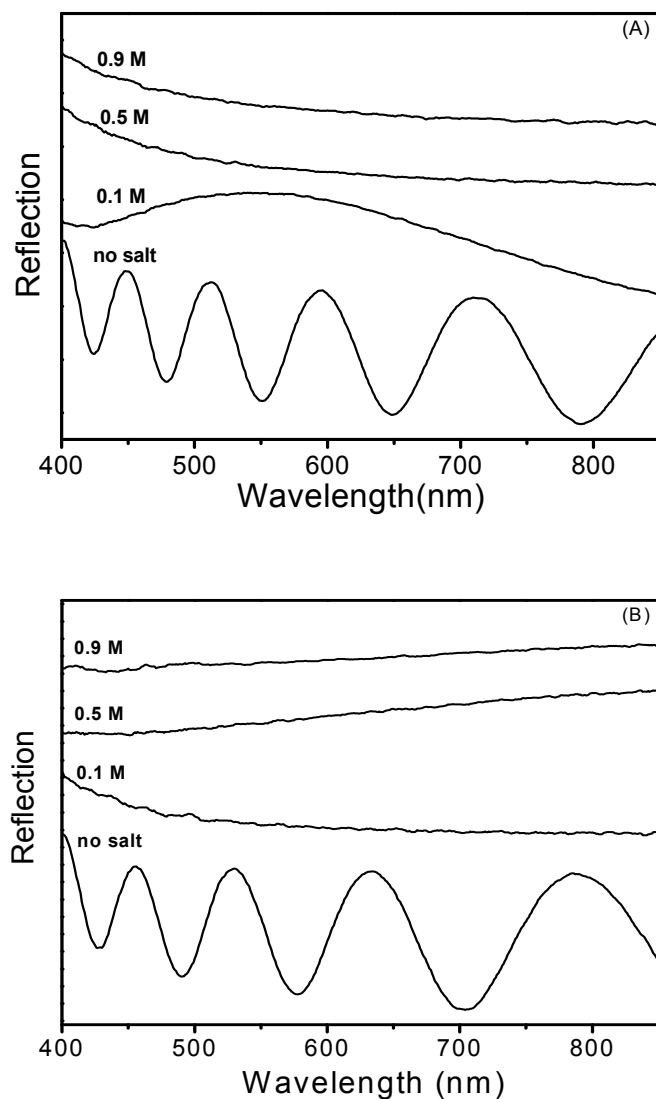 (A)
0.9 M
0.5 M
0.1 M
no salt
Reflection
400 500 600 700 800
Wavelength(nm)
(B)
0.9 M
0.5 M
0.1 M
no salt
Reflection
400 500 600 700 800
Wavelength (nm)